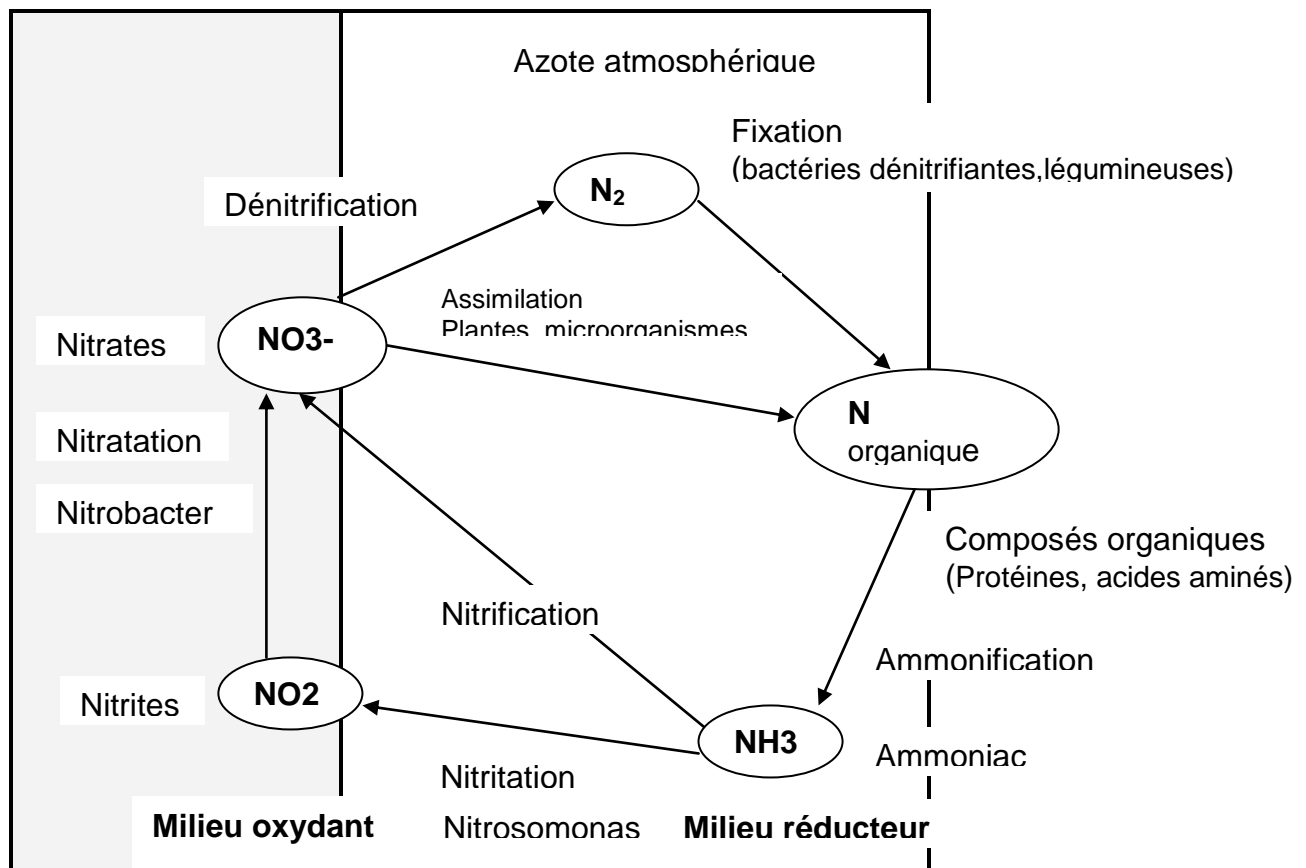 Azote atmosphérique
Fixation
(bactéries dénitrifiantes,légumineuses)
N₂
Dénitrification
Assimilation
Plantes, microorganismes
Nitrates
NO3-
Nitratation
Nitrobacter
N
organique
Composés organiques
(Protéines, acides aminés)
Nitrification
Ammonification
Nitrites
NO2
NH3
Ammoniac
Nitritation
Nitrosomonas
Milieu oxydant
Milieu réducteur